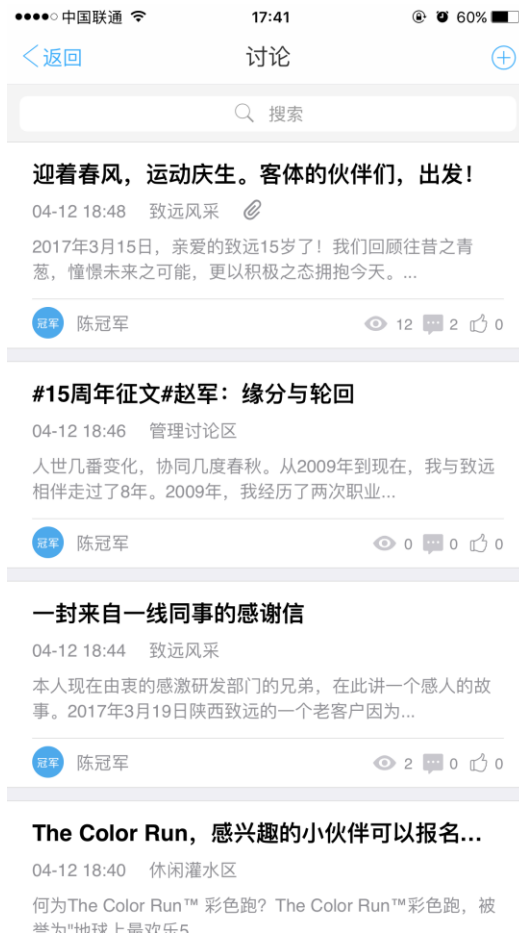 中国联通 17:41 60%
返回 讨论
搜索
迎着春风，运动庆生。客体的伙伴们，出发！
04-12 18:48 致远风采
2017年3月15日，亲爱的致远15岁了！我们回顾往昔之青
葱，憧憬未来之可能，更以积极之态拥抱今天。...
冠军 陈冠军 12 2 0
#15周年征文#赵军：缘分与轮回
04-12 18:46 管理讨论区
人世几番变化，协同几度春秋。从2009年到现在，我与致远
相伴走过了8年。2009年，我经历了两次职业...
冠军 陈冠军 0 0 0
一封来自一线同事的感谢信
04-12 18:44 致远风采
本人现在由衷的感激研发部门的兄弟，在此讲一个感人的故
事。2017年3月19日陕西致远的一个老客户因为...
冠军 陈冠军 2 0 0
The Color Run，感兴趣的小伙伴可以报名...
04-12 18:40 休闲灌水区
何为The Color Run™ 彩色跑？The Color Run™彩色跑，被
誉为"地球上最欢乐5